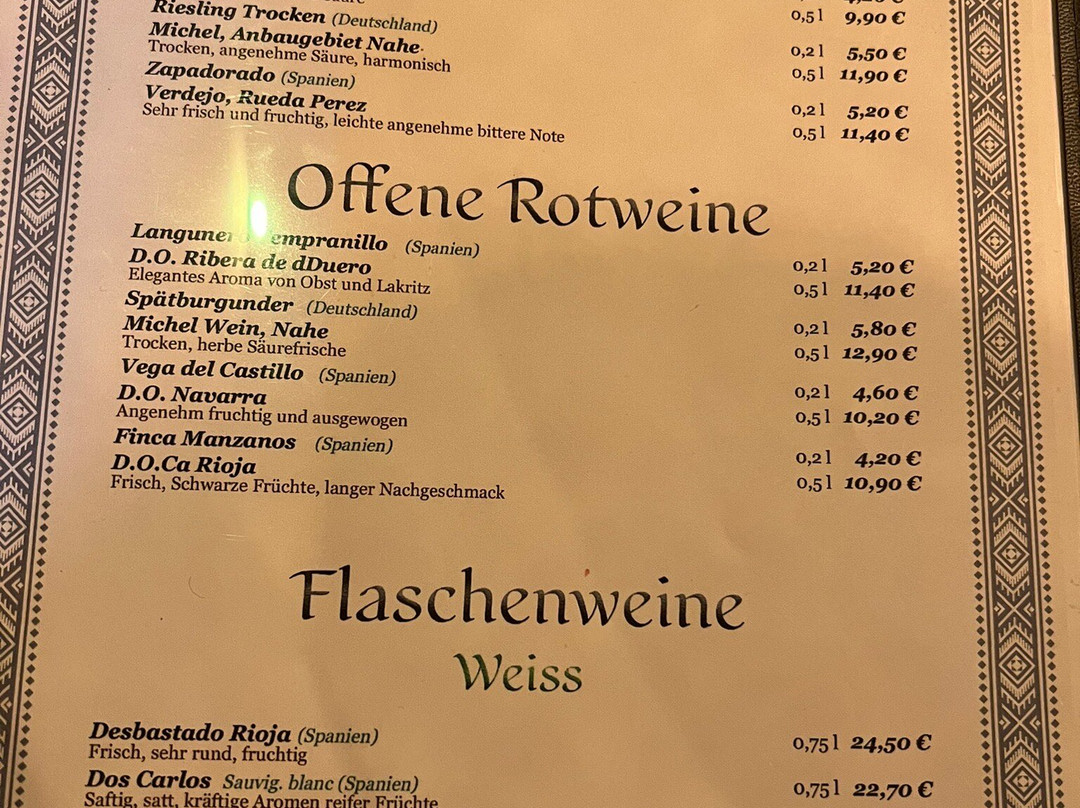 Riesling Trocken (Deutschland) 0,5 l 9,90 €
Michel, Anbaugebiet Nahe 0,2 l 5,50 €
Trocken, angenehme Säure, harmonisch 0,5 l 11,90 €
Zapadorado (Spanien)
Verdejo, Rueda Perez 0,2 l 5,20 €
Sehr frisch und fruchtig, leichte angenehme bittere Note 0,5 l 11,40 €
Offene Rotweine
(Spanien)
D.O. Ribera de dDuero 0,2 l 5,20 €
Elegantes Aroma von Obst und Lakritz 0,5 l 11,40 €
Spätburgunder (Deutschland)
Michel Wein, Nahe 0,2 l 5,80 €
Trocken, herbe Säurefrische 0,5 l 12,90 €
Vega del Castillo (Spanien)
D.O. Navarra 0,2 l 4,60 €
Angenehm fruchtig und ausgewogen 0,5 l 10,20 €
Finca Manzanos (Spanien)
D.O.Ca Rioja 0,2 l 4,20 €
Frisch, Schwarze Früchte, langer Nachgeschmack 0,5 l 10,90 €
Flaschenweine
Weiss
Desbastado Rioja (Spanien) 0,75 l 24,50 €
Frisch, sehr rund, fruchtig
Dos Carlos Sauvig. blanc (Spanien) 0,75 l 22,70 €
Saftig, satt, kräftige Aromen reifer Früchte